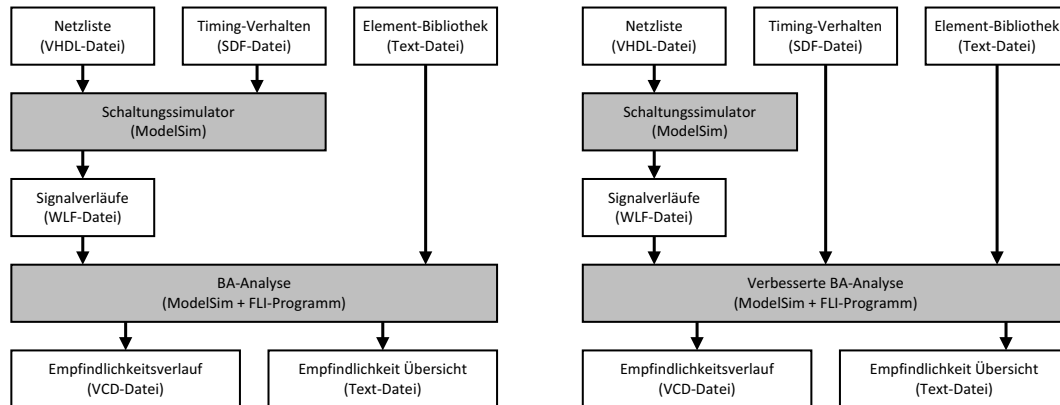 Netzliste
(VHDL-Datei)
Timing-Verhalten
(SDF-Datei)
Element-Bibliothek
(Text-Datei)
Schaltungssimulator
(ModelSim)
Signalverläufe
(WLF-Datei)
BA-Analyse
(ModelSim + FLI-Programm)
Empfindlichkeitsverlauf
(VCD-Datei)
Empfindlichkeit Übersicht
(Text-Datei)
Netzliste
(VHDL-Datei)
Timing-Verhalten
(SDF-Datei)
Element-Bibliothek
(Text-Datei)
Schaltungssimulator
(ModelSim)
Signalverläufe
(WLF-Datei)
Verbesserte BA-Analyse
(ModelSim + FLI-Programm)
Empfindlichkeitsverlauf
(VCD-Datei)
Empfindlichkeit Übersicht
(Text-Datei)